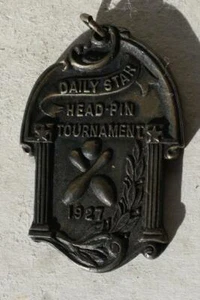 DAILY STAR
HEAD-PIN
TOURNAMENT
1927